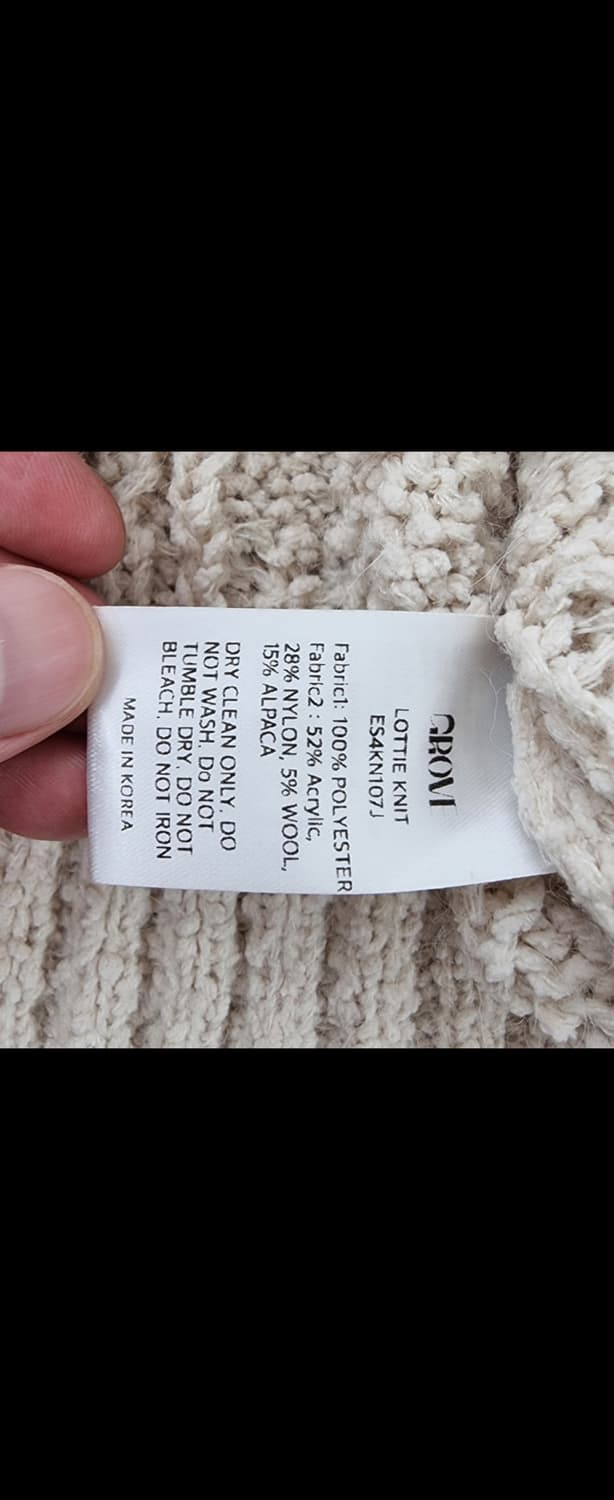 GROVE
LOTTIE KNIT
ES4KN107J
Fabric1: 100% POLYESTER
Fabric2 : 52% Acrylic,
28% NYLON, 5% WOOL,
15% ALPACA
DRY CLEAN ONLY. DO
NOT WASH. Do NOT
TUMBLE DRY. DO NOT
BLEACH. DO NOT IRON
MADE IN KOREA